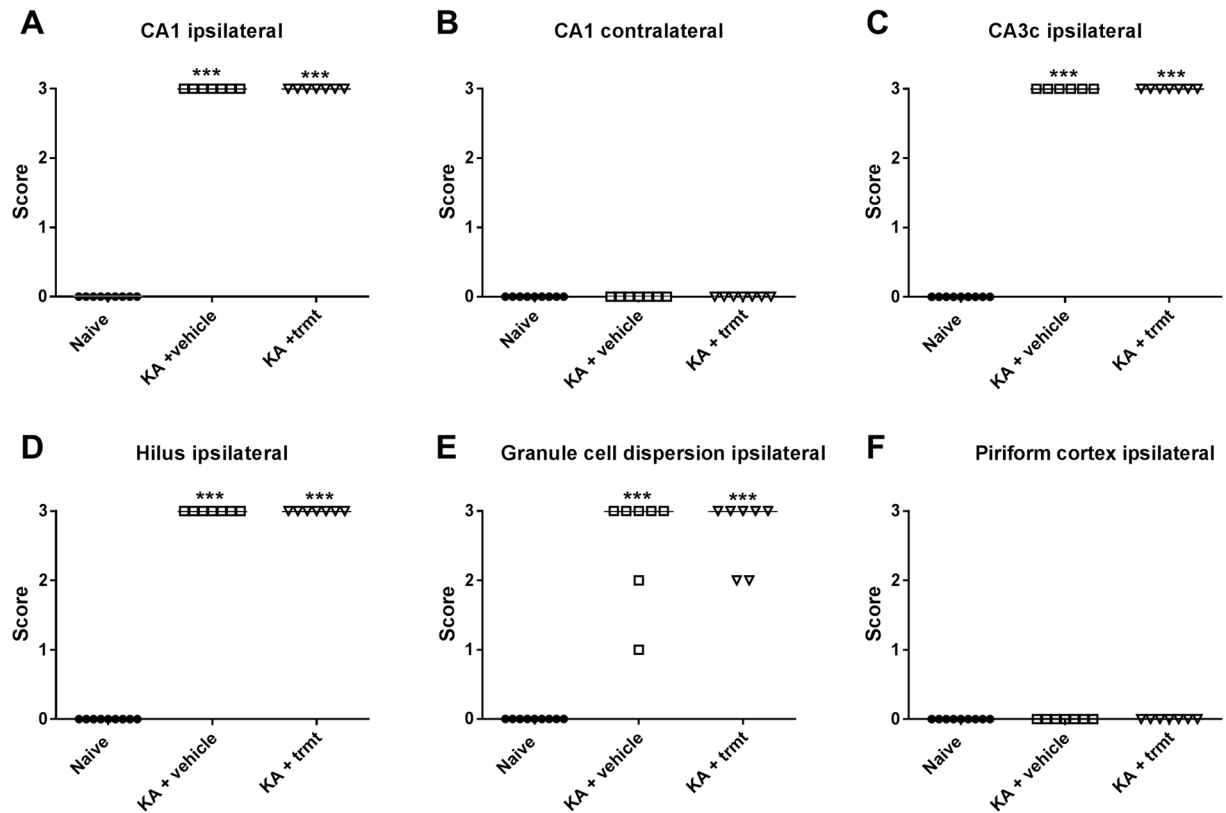 A
CA1 ipsilateral
Score
3
2
1
0
***
***
Naive
KA +vehicle
KA +trmt
B
CA1 contralateral
Score
3
2
1
0
Naive
KA + vehicle
KA + trmt
C
CA3c ipsilateral
Score
3
2
1
0
***
***
Naive
KA + vehicle
KA + trmt
D
Hilus ipsilateral
Score
3
2
1
0
***
***
Naive
KA + vehicle
KA + trmt
E
Granule cell dispersion ipsilateral
Score
3
2
1
0
***
***
Naive
KA + vehicle
KA + trmt
F
Piriform cortex ipsilateral
Score
3
2
1
0
Naive
KA + vehicle
KA + trmt